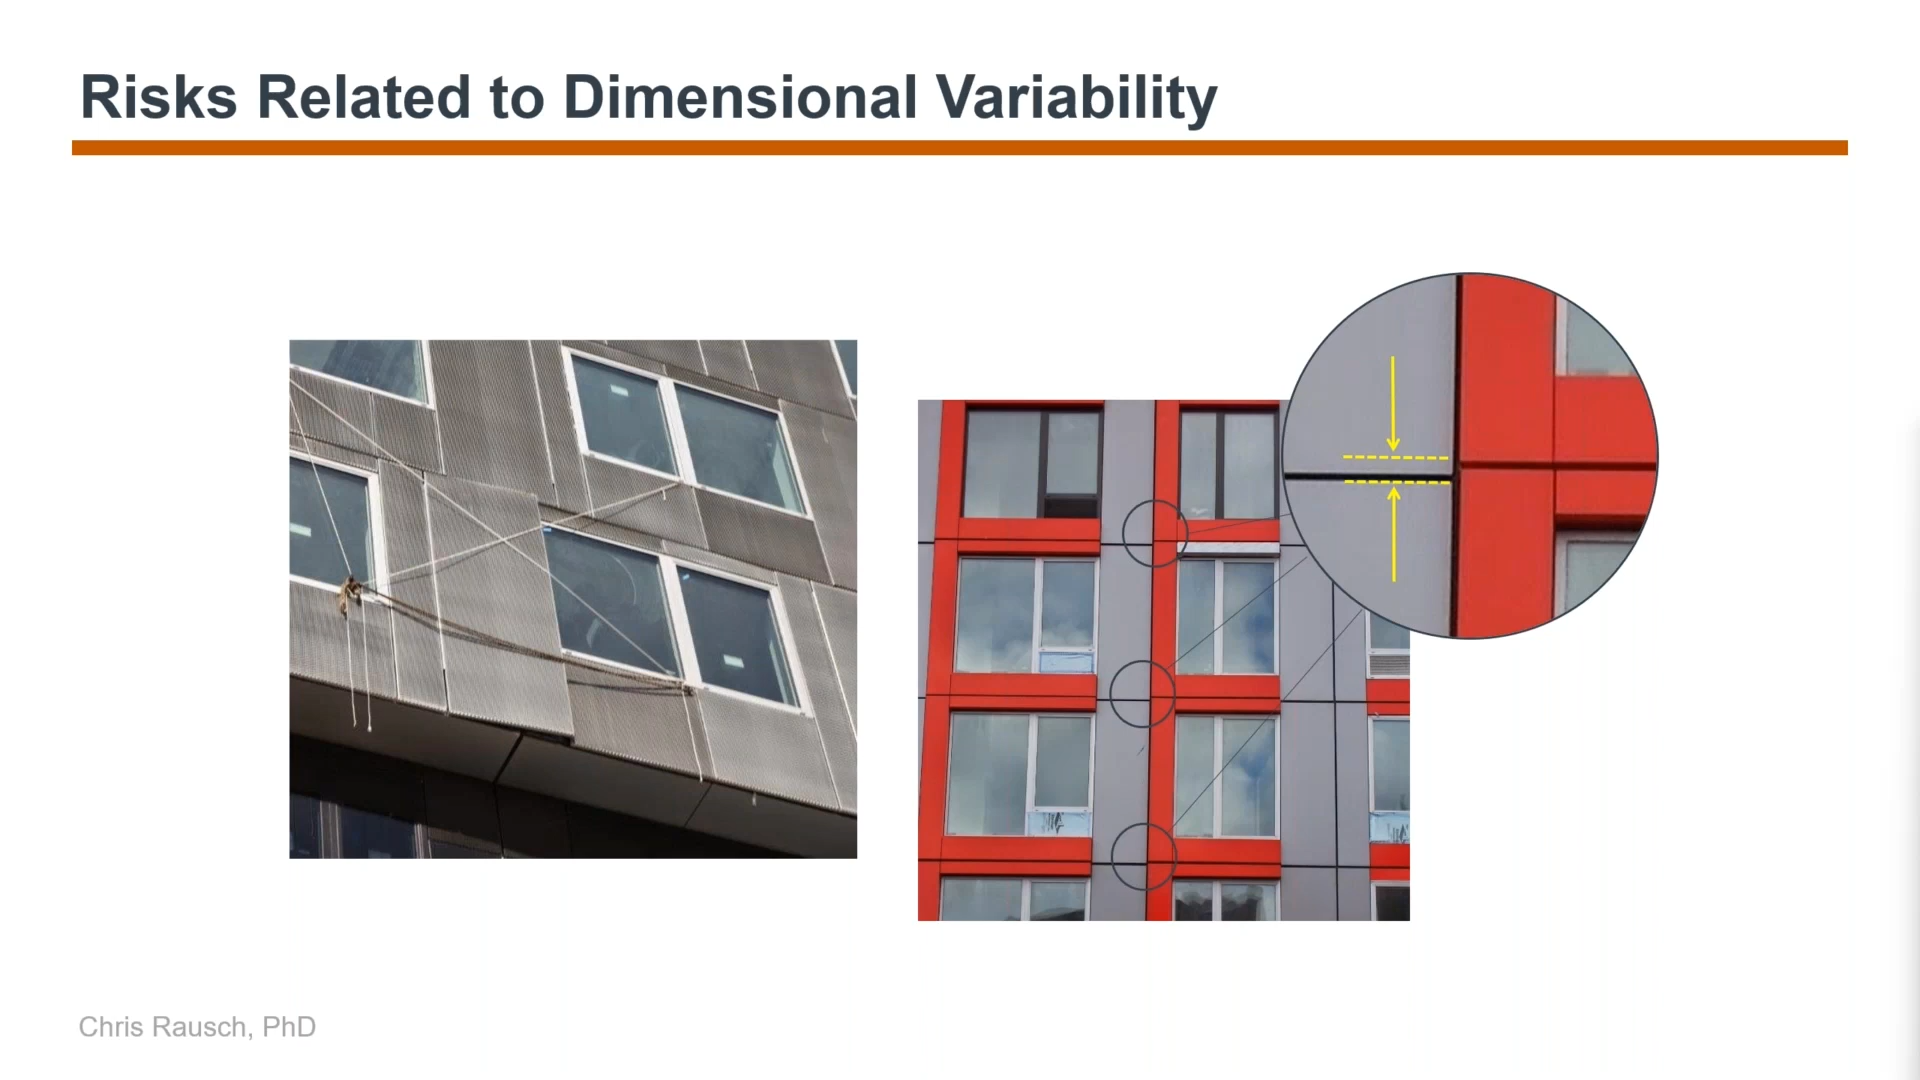 Risks Related to Dimensional Variability
Chris Rausch, PhD